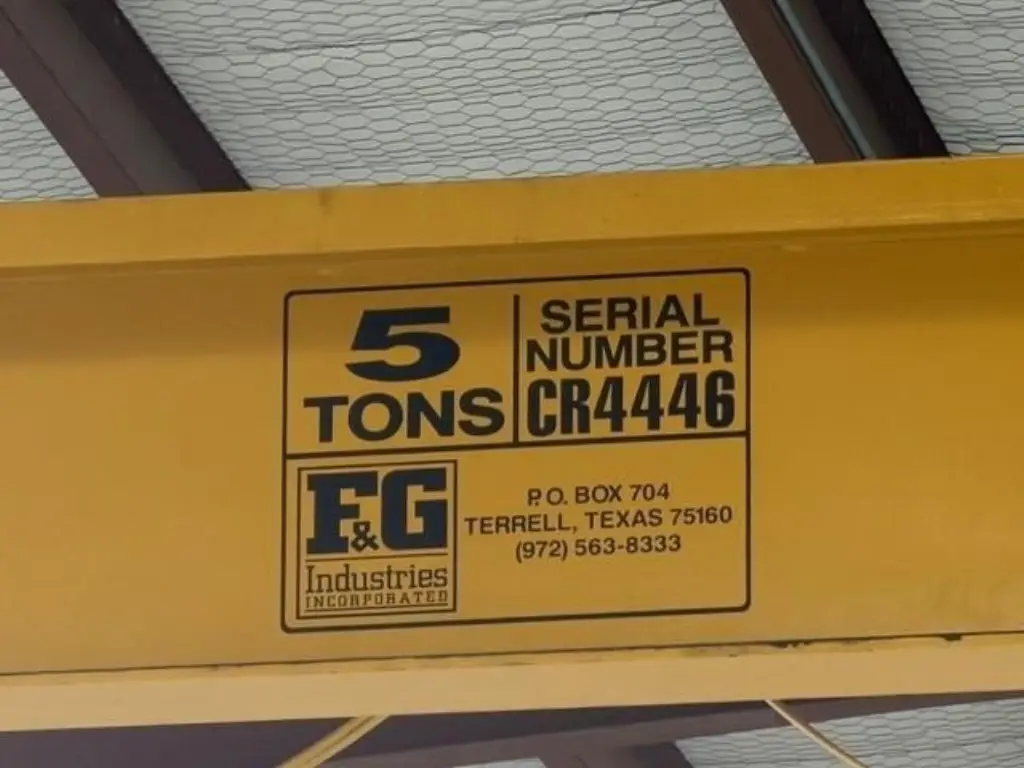 5
TONS
SERIAL
NUMBER
CR4446
F&G
Industries
INCORPORATED
P.O. BOX 704
TERRELL, TEXAS 75160
(972) 563-8333